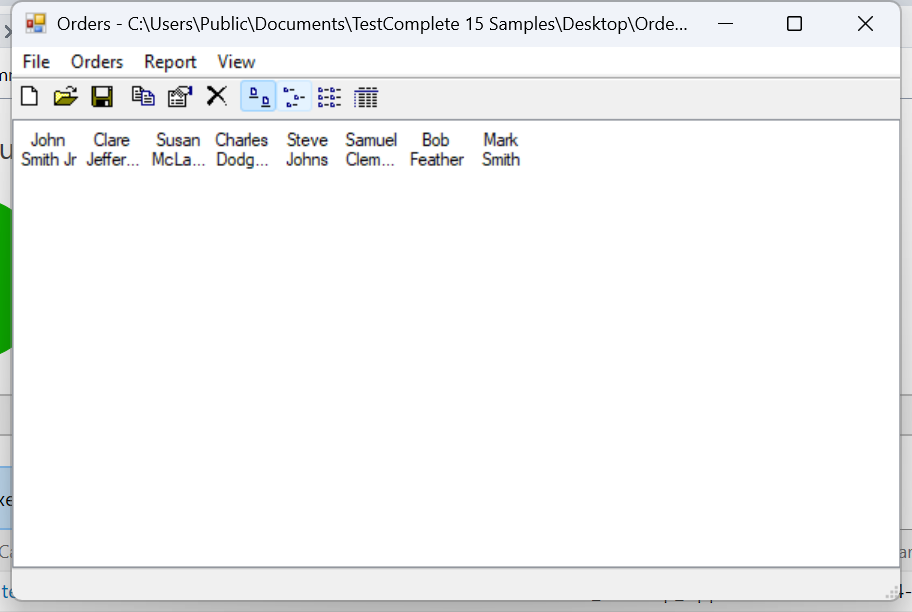 Orders - C:\Users\Public\Documents\TestComplete 15 Samples\Desktop\Orde...
File Orders Report View
John Clare Susan Charles Steve Samuel Bob Mark
Smith Jr Jeffer... McLa... Dodg... Johns Clem... Feather Smith